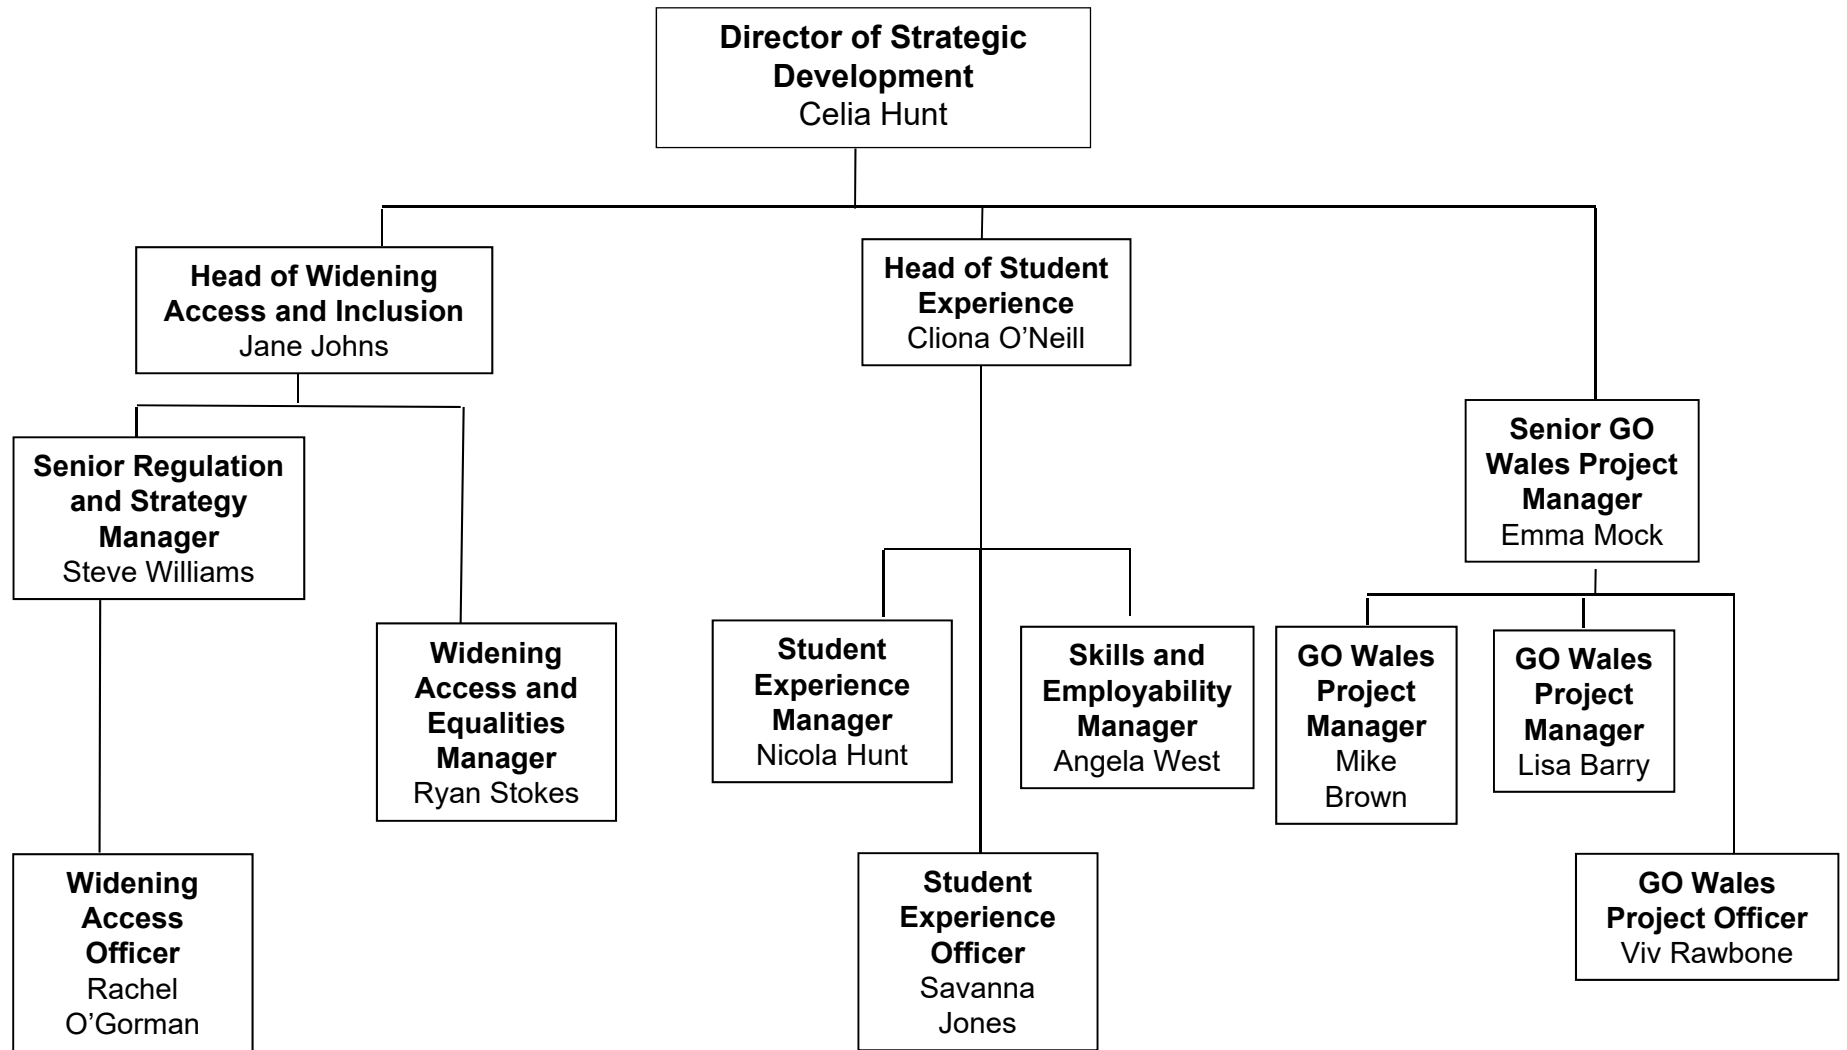 Director of Strategic
Development
Celia Hunt
Head of Widening
Access and Inclusion
Jane Johns
Head of Student
Experience
Cliona O’Neill
Senior GO
Wales Project
Manager
Emma Mock
Senior Regulation
and Strategy
Manager
Steve Williams
Widening
Access and
Equalities
Manager
Ryan Stokes
Student
Experience
Manager
Nicola Hunt
Skills and
Employability
Manager
Angela West
GO Wales
Project
Manager
Mike
Brown
GO Wales
Project
Manager
Lisa Barry
Widening
Access
Officer
Rachel
O’Gorman
Student
Experience
Officer
Savanna
Jones
GO Wales
Project Officer
Viv Rawbone